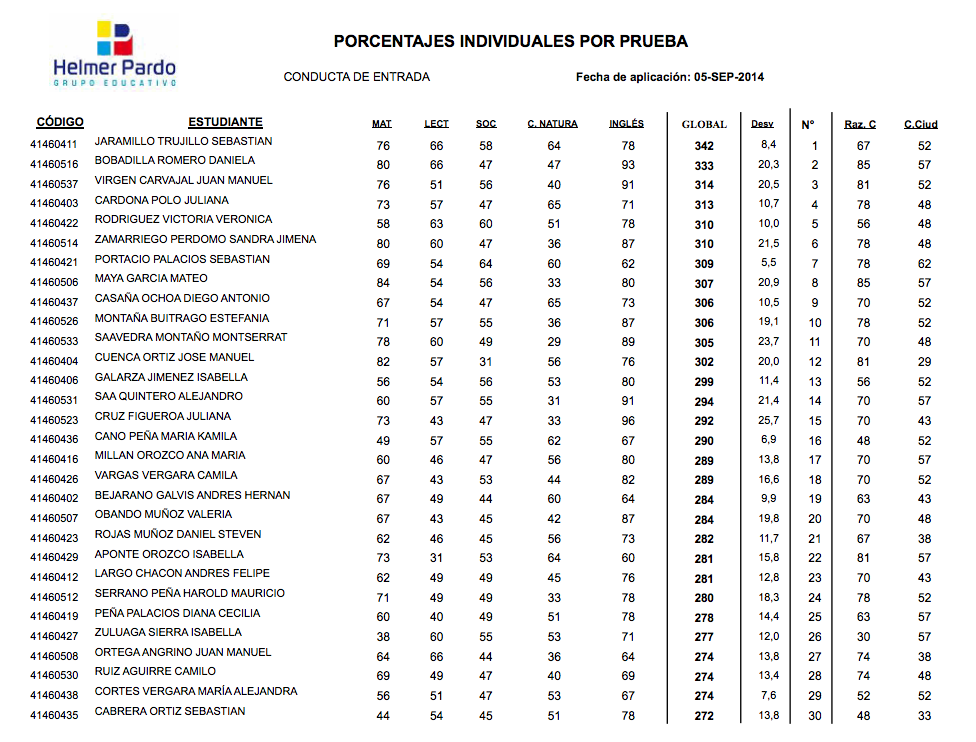 Helmer Pardo
GRUPO EDUCATIVO
PORCENTAJES INDIVIDUALES POR PRUEBA
CONDUCTA DE ENTRADA Fecha de aplicación: 05-SEP-2014
CÓDIGO ESTUDIANTE MAT LECT SOC C. NATURA INGLÉS GLOBAL Desv N° Raz. C C.Ciud
41460411 JARAMILLO TRUJILLO SEBASTIAN 76 66 58 64 78 342 8,4 1 67 52
41460516 BOBADILLA ROMERO DANIELA 80 66 47 47 93 333 20,3 2 85 57
41460537 VIRGEN CARVAJAL JUAN MANUEL 76 51 56 40 91 314 20,5 3 81 52
41460403 CARDONA POLO JULIANA 73 57 47 65 71 313 10,7 4 78 48
41460422 RODRIGUEZ VICTORIA VERONICA 58 63 60 51 78 310 10,0 5 56 48
41460514 ZAMARRIEGO PERDOMO SANDRA JIMENA 80 60 47 36 87 310 21,5 6 78 48
41460421 PORTACIO PALACIOS SEBASTIAN 69 54 64 60 62 309 5,5 7 78 62
41460506 MAYA GARCIA MATEO 84 54 56 33 80 307 20,9 8 85 57
41460437 CASAÑA OCHOA DIEGO ANTONIO 67 54 47 65 73 306 10,5 9 70 52
41460526 MONTAÑA BUITRAGO ESTEFANIA 71 57 55 36 87 306 19,1 10 78 52
41460533 SAAVEDRA MONTAÑO MONTSERRAT 78 60 49 29 89 305 23,7 11 70 48
41460404 CUENCA ORTIZ JOSE MANUEL 82 57 31 56 76 302 20,0 12 81 29
41460406 GALARZA JIMENEZ ISABELLA 56 54 56 53 80 299 11,4 13 56 52
41460531 SAA QUINTERO ALEJANDRO 60 57 55 31 91 294 21,4 14 70 57
41460523 CRUZ FIGUEROA JULIANA 73 43 47 33 96 292 25,7 15 70 43
41460436 CANO PEÑA MARIA KAMILA 49 57 55 62 67 290 6,9 16 48 52
41460416 MILLAN OROZCO ANA MARIA 60 46 47 56 80 289 13,8 17 70 57
41460426 VARGAS VERGARA CAMILA 67 43 53 44 82 289 16,6 18 70 52
41460402 BEJARANO GALVIS ANDRES HERNAN 67 49 44 60 64 284 9,9 19 63 43
41460507 OBANDO MUÑOZ VALERIA 67 43 45 42 87 284 19,8 20 70 48
41460423 ROJAS MUÑOZ DANIEL STEVEN 62 46 45 56 73 282 11,7 21 67 38
41460429 APONTE OROZCO ISABELLA 73 31 53 64 60 281 15,8 22 81 57
41460412 LARGO CHACON ANDRES FELIPE 62 49 49 45 76 281 12,8 23 70 43
41460512 SERRANO PEÑA HAROLD MAURICIO 71 49 49 33 78 280 18,3 24 78 52
41460419 PEÑA PALACIOS DIANA CECILIA 60 40 49 51 78 278 14,4 25 63 57
41460427 ZULUAGA SIERRA ISABELLA 38 60 55 53 71 277 12,0 26 30 57
41460508 ORTEGA ANGRINO JUAN MANUEL 64 66 44 36 64 274 13,8 27 74 38
41460530 RUIZ AGUIRRE CAMILO 69 49 47 40 69 274 13,4 28 74 48
41460438 CORTES VERGARA MARÍA ALEJANDRA 56 51 47 53 67 274 7,6 29 52 52
41460435 CABRERA ORTIZ SEBASTIAN 44 54 45 51 78 272 13,8 30 48 33